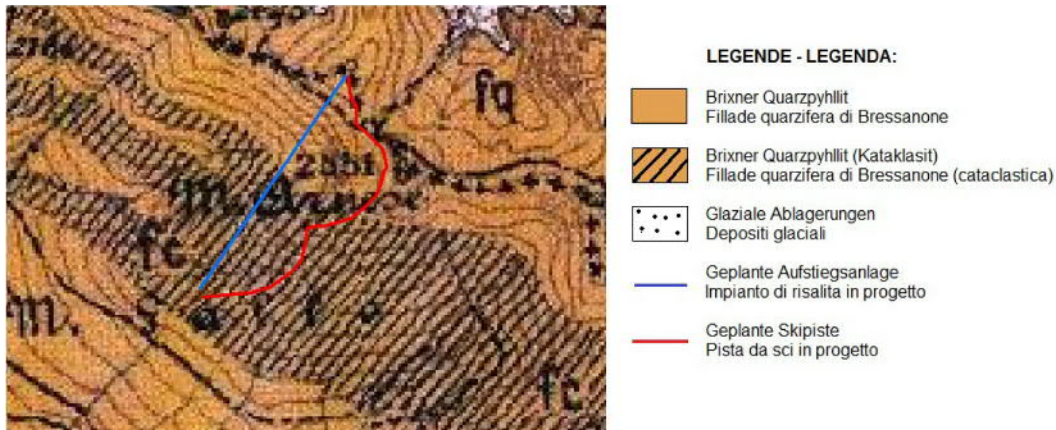 LEGENDE - LEGENDA:
Brixner Quarzpyhllit
Fillade quarzifera di Bressanone
Brixner Quarzpyhllit (Kataklasit)
Fillade quarzifera di Bressanone (cataclastica)
Glaziale Ablagerungen
Depositi glaciali
Geplante Aufstiegsanlage
Impianto di risalita in progetto
Geplante Skipiste
Pista da sci in progetto
fq
fc
m.
fc